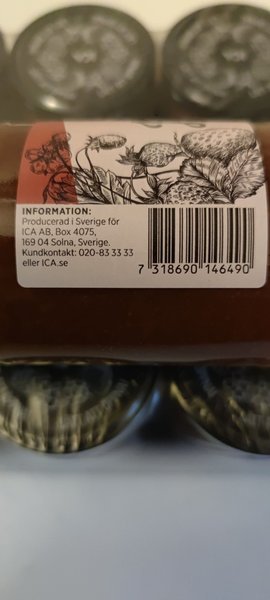 INFORMATION:
Producerad i Sverige för
ICA AB, Box 4075,
169 04 Solna, Sverige.
Kundkontakt: 020-83 33 33
eller ICA.se
7 318690 146490